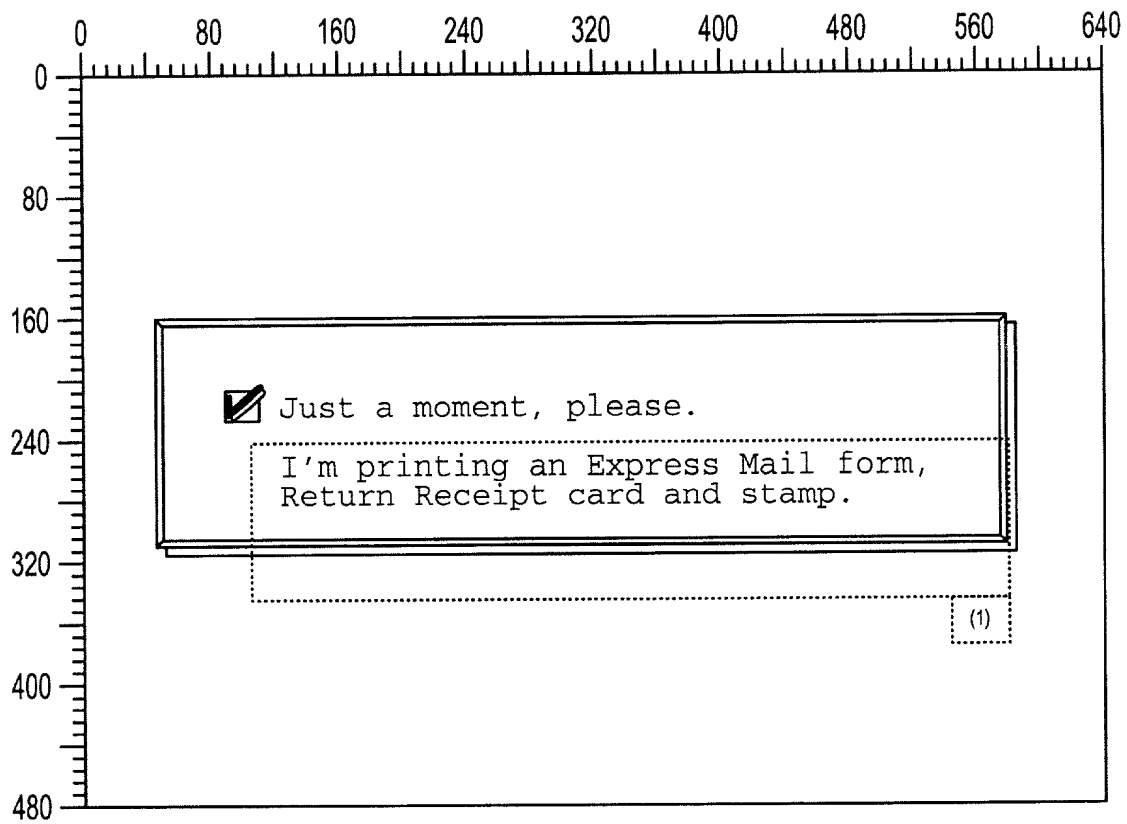 0 80 160 240 320 400 480 560 640
0
80
160
Just a moment, please.
240
I'm printing an Express Mail form,
Return Receipt card and stamp.
320
(1)
400
480